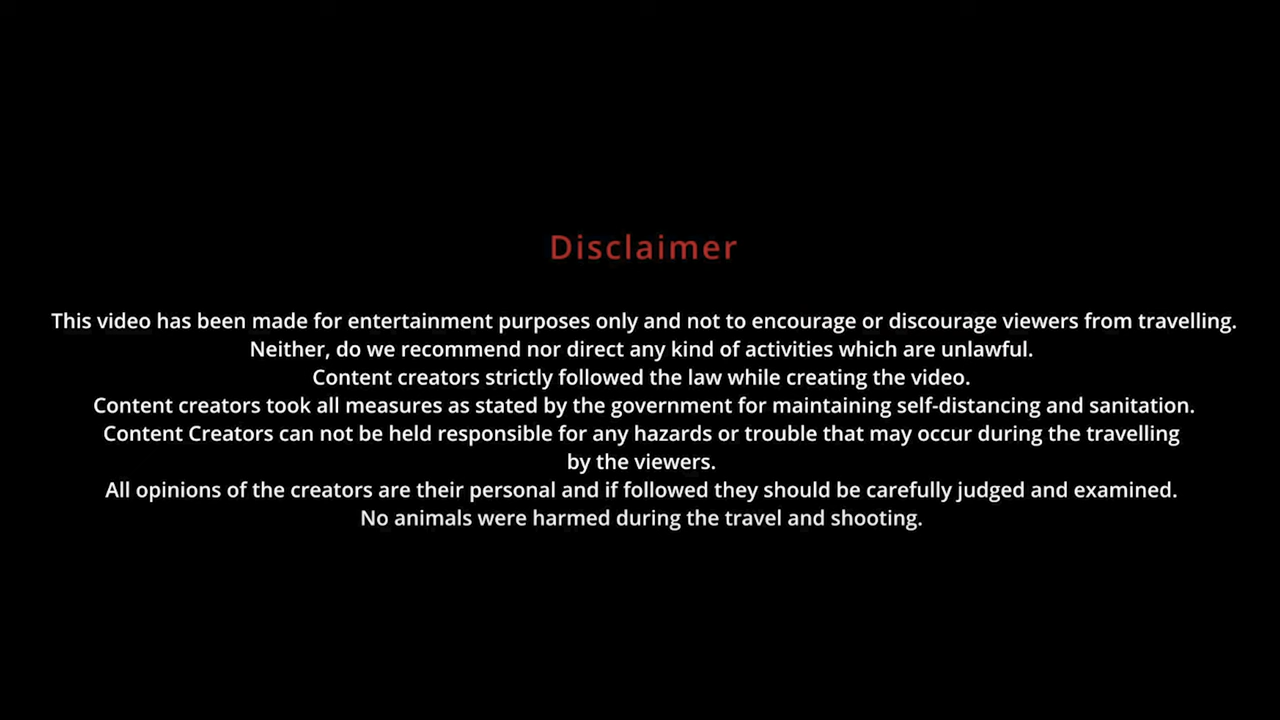 Disclaimer
This video has been made for entertainment purposes only and not to encourage or discourage viewers from travelling.
Neither, do we recommend nor direct any kind of activities which are unlawful.
Content creators strictly followed the law while creating the video.
Content creators took all measures as stated by the government for maintaining self-distancing and sanitation.
Content Creators can not be held responsible for any hazards or trouble that may occur during the travelling
by the viewers.
All opinions of the creators are their personal and if followed they should be carefully judged and examined.
No animals were harmed during the travel and shooting.